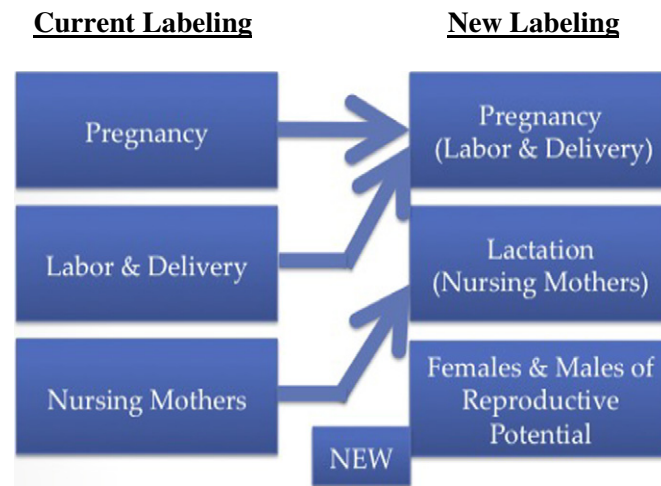 Current Labeling
New Labeling
Pregnancy
Pregnancy
(Labor & Delivery)
Labor & Delivery
Lactation
(Nursing Mothers)
Nursing Mothers
Females & Males of
Reproductive
Potential
NEW